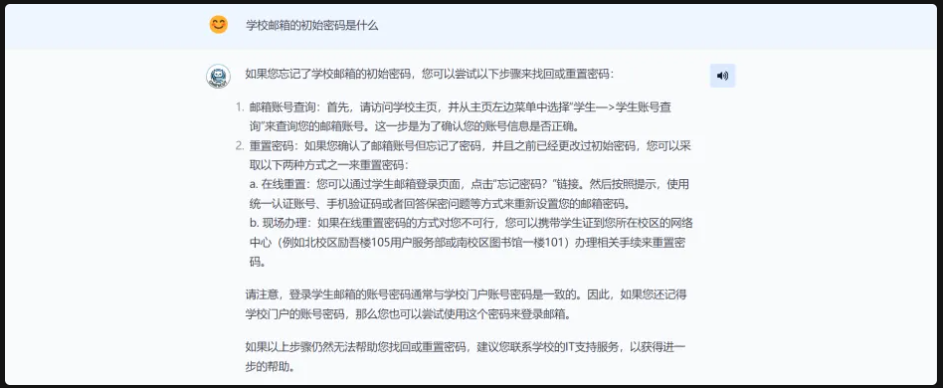 学校邮箱的初始密码是什么
如果您忘记了学校邮箱的初始密码，您可以尝试以下步骤来找回或重置密码：
1. 邮箱账号查询：首先，请访问学校主页，并从主页左边菜单中选择“学生—>学生账号查
询”来查询您的邮箱账号。这一步是为了确认您的账号信息是否正确。
2. 重置密码：如果您确认了邮箱账号但忘记了密码，并且之前已经更改过初始密码，您可以采
取以下两种方式之一来重置密码：
a. 在线重置：您可以通过学生邮箱登录页面，点击“忘记密码？”链接。然后按照提示，使用
统一认证账号、手机验证码或者回答保密问题等方式来重新设置您的邮箱密码。
b. 现场办理：如果在线重置密码的方式对您不可行，您可以携带学生证到您所在校区的网络
中心（例如北校区励吾楼105用户服务部或南校区图书馆一楼101）办理相关手续来重置密
码。
请注意，登录学生邮箱的账号密码通常与学校门户账号密码是一致的。因此，如果您还记得
学校门户的账号密码，那么您也可以尝试使用这个密码来登录邮箱。
如果以上步骤仍然无法帮助您找回或重置密码，建议您联系学校的IT支持服务，以获得进一
步的帮助。